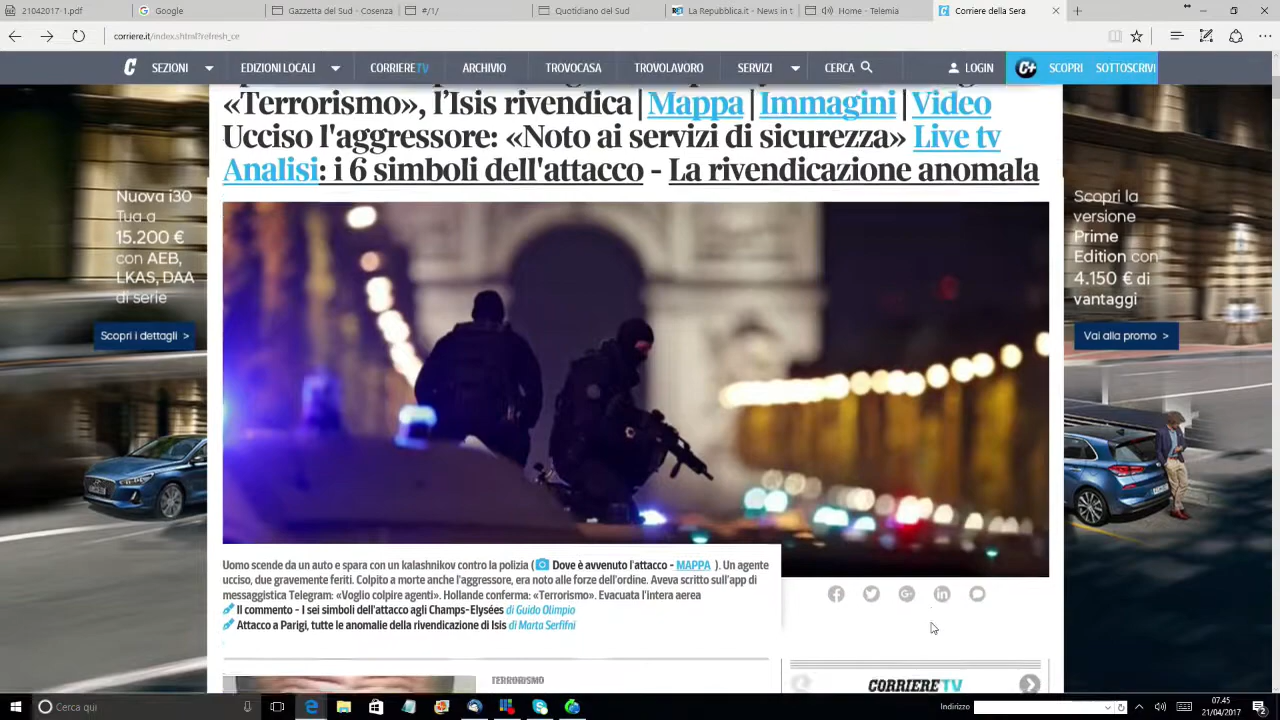 21042017-1.pdf
Google
Gazzetta del Sud - Cosenza
#/1/
Quotidiano del Sud
La Repubblica.it - News in t
Home - Telemia
Corriere della Sera
corriere.it/index.shtml?refresh_ce
SEZIONI EDIZIONI LOCALI CORRIERETV ARCHIVIO TROVOCASA TROVOLAVORO SERVIZI CERCA LOGIN C+ SCOPRI SOTTOSCRIVI
«Terrorismo», l'Isis rivendica | Mappa | Immagini | Video
Ucciso l'aggressore: «Noto ai servizi di sicurezza» Live tv
Analisi: i 6 simboli dell'attacco - La rivendicazione anomala
Nuova i30
Tua a
15.200 €
con AEB,
LKAS, DAA
di serie
Scopri i dettagli >
Scopri la
versione
Prime
Edition con
4.150 € di
vantaggi
Vai alla promo >
Uomo scende da un auto e spara con un kalashnikov contro la polizia ( Dove è avvenuto l'attacco - MAPPA ). Un agente
ucciso, due gravemente feriti. Colpito a morte anche l'aggressore, era noto alle forze dell'ordine. Aveva scritto sull'app di
messaggistica Telegram: «Voglio colpire agenti». Hollande conferma: «Terrorismo». Evacuata l'intera aerea
Il commento - I sei simboli dell'attacco agli Champs-Elysées di Guido Olimpio
Attacco a Parigi, tutte le anomalie della rivendicazione di Isis di Marta Serfifni
TERRORISMO
CORRIERETV
Cerca qui
Indirizzo
07.45
21/04/2017
2